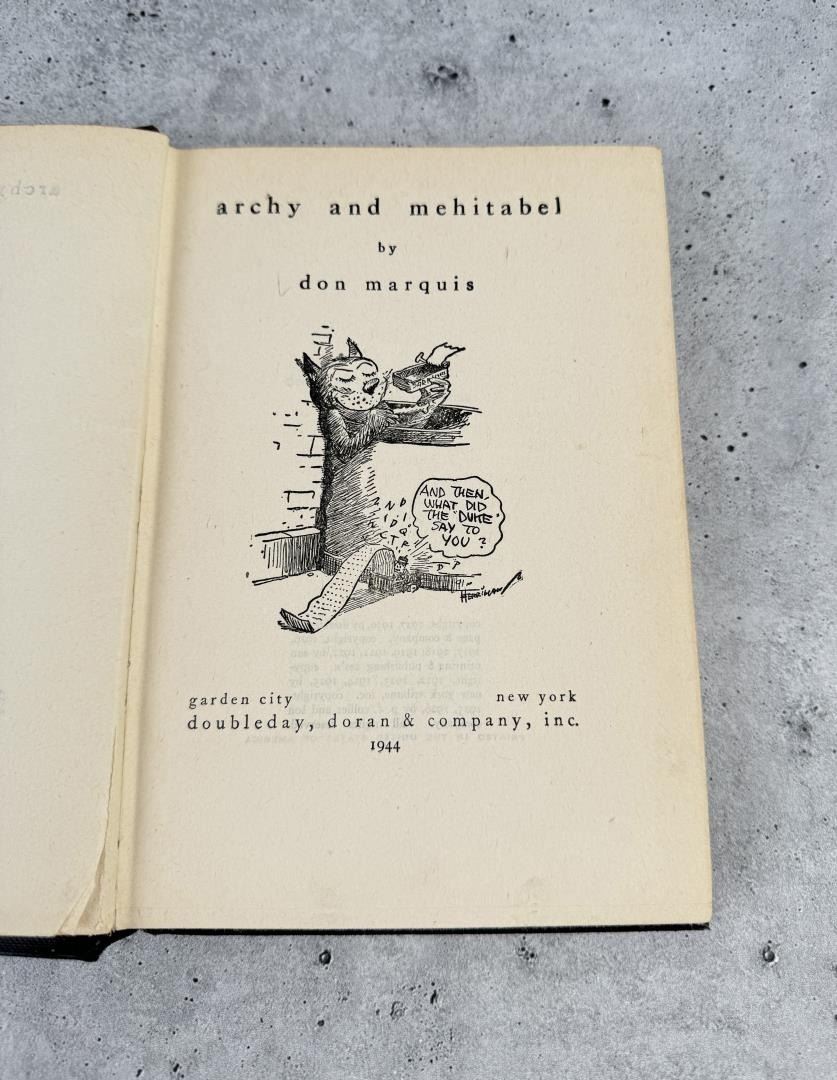 archy and mehitabel
by
don marquis
AND THEN,
WHAT DID
THE "DUKE"
SAY TO
YOU?
garden city new york
doubleday, doran & company, inc.
1944